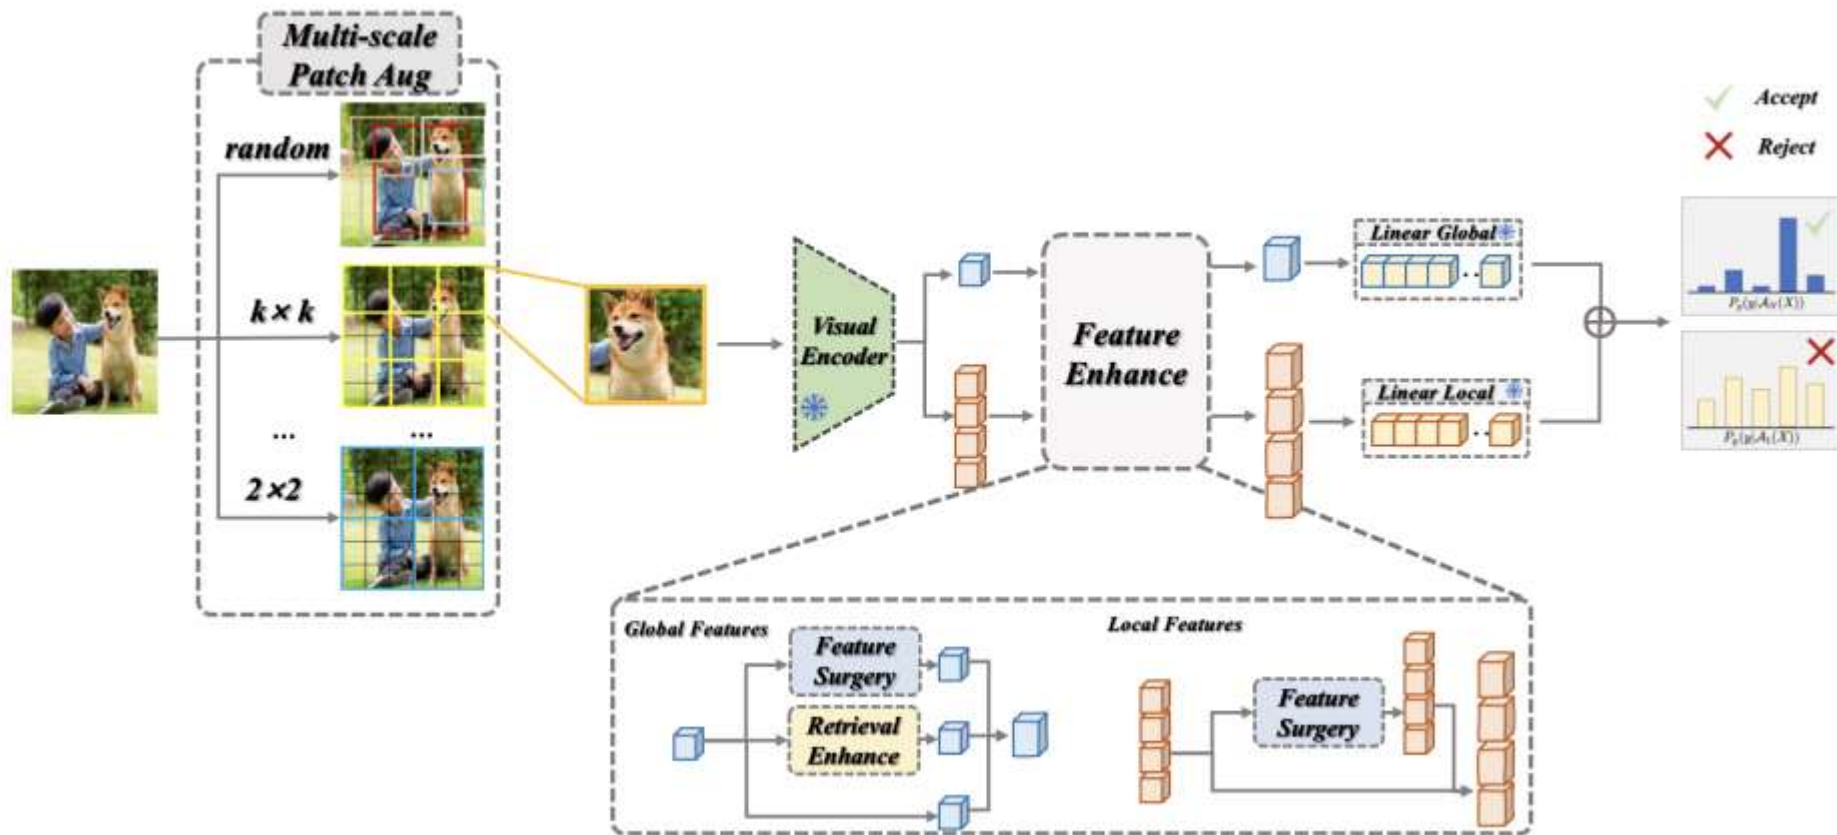 Multi-scale
Patch Aug
random
k × k
...
...
2×2
Visual
Encoder
Feature
Enhance
Linear Global
..
Linear Local
..
Accept
Reject
Global Features
Feature
Surgery
Retrieval
Enhance
Local Features
Feature
Surgery